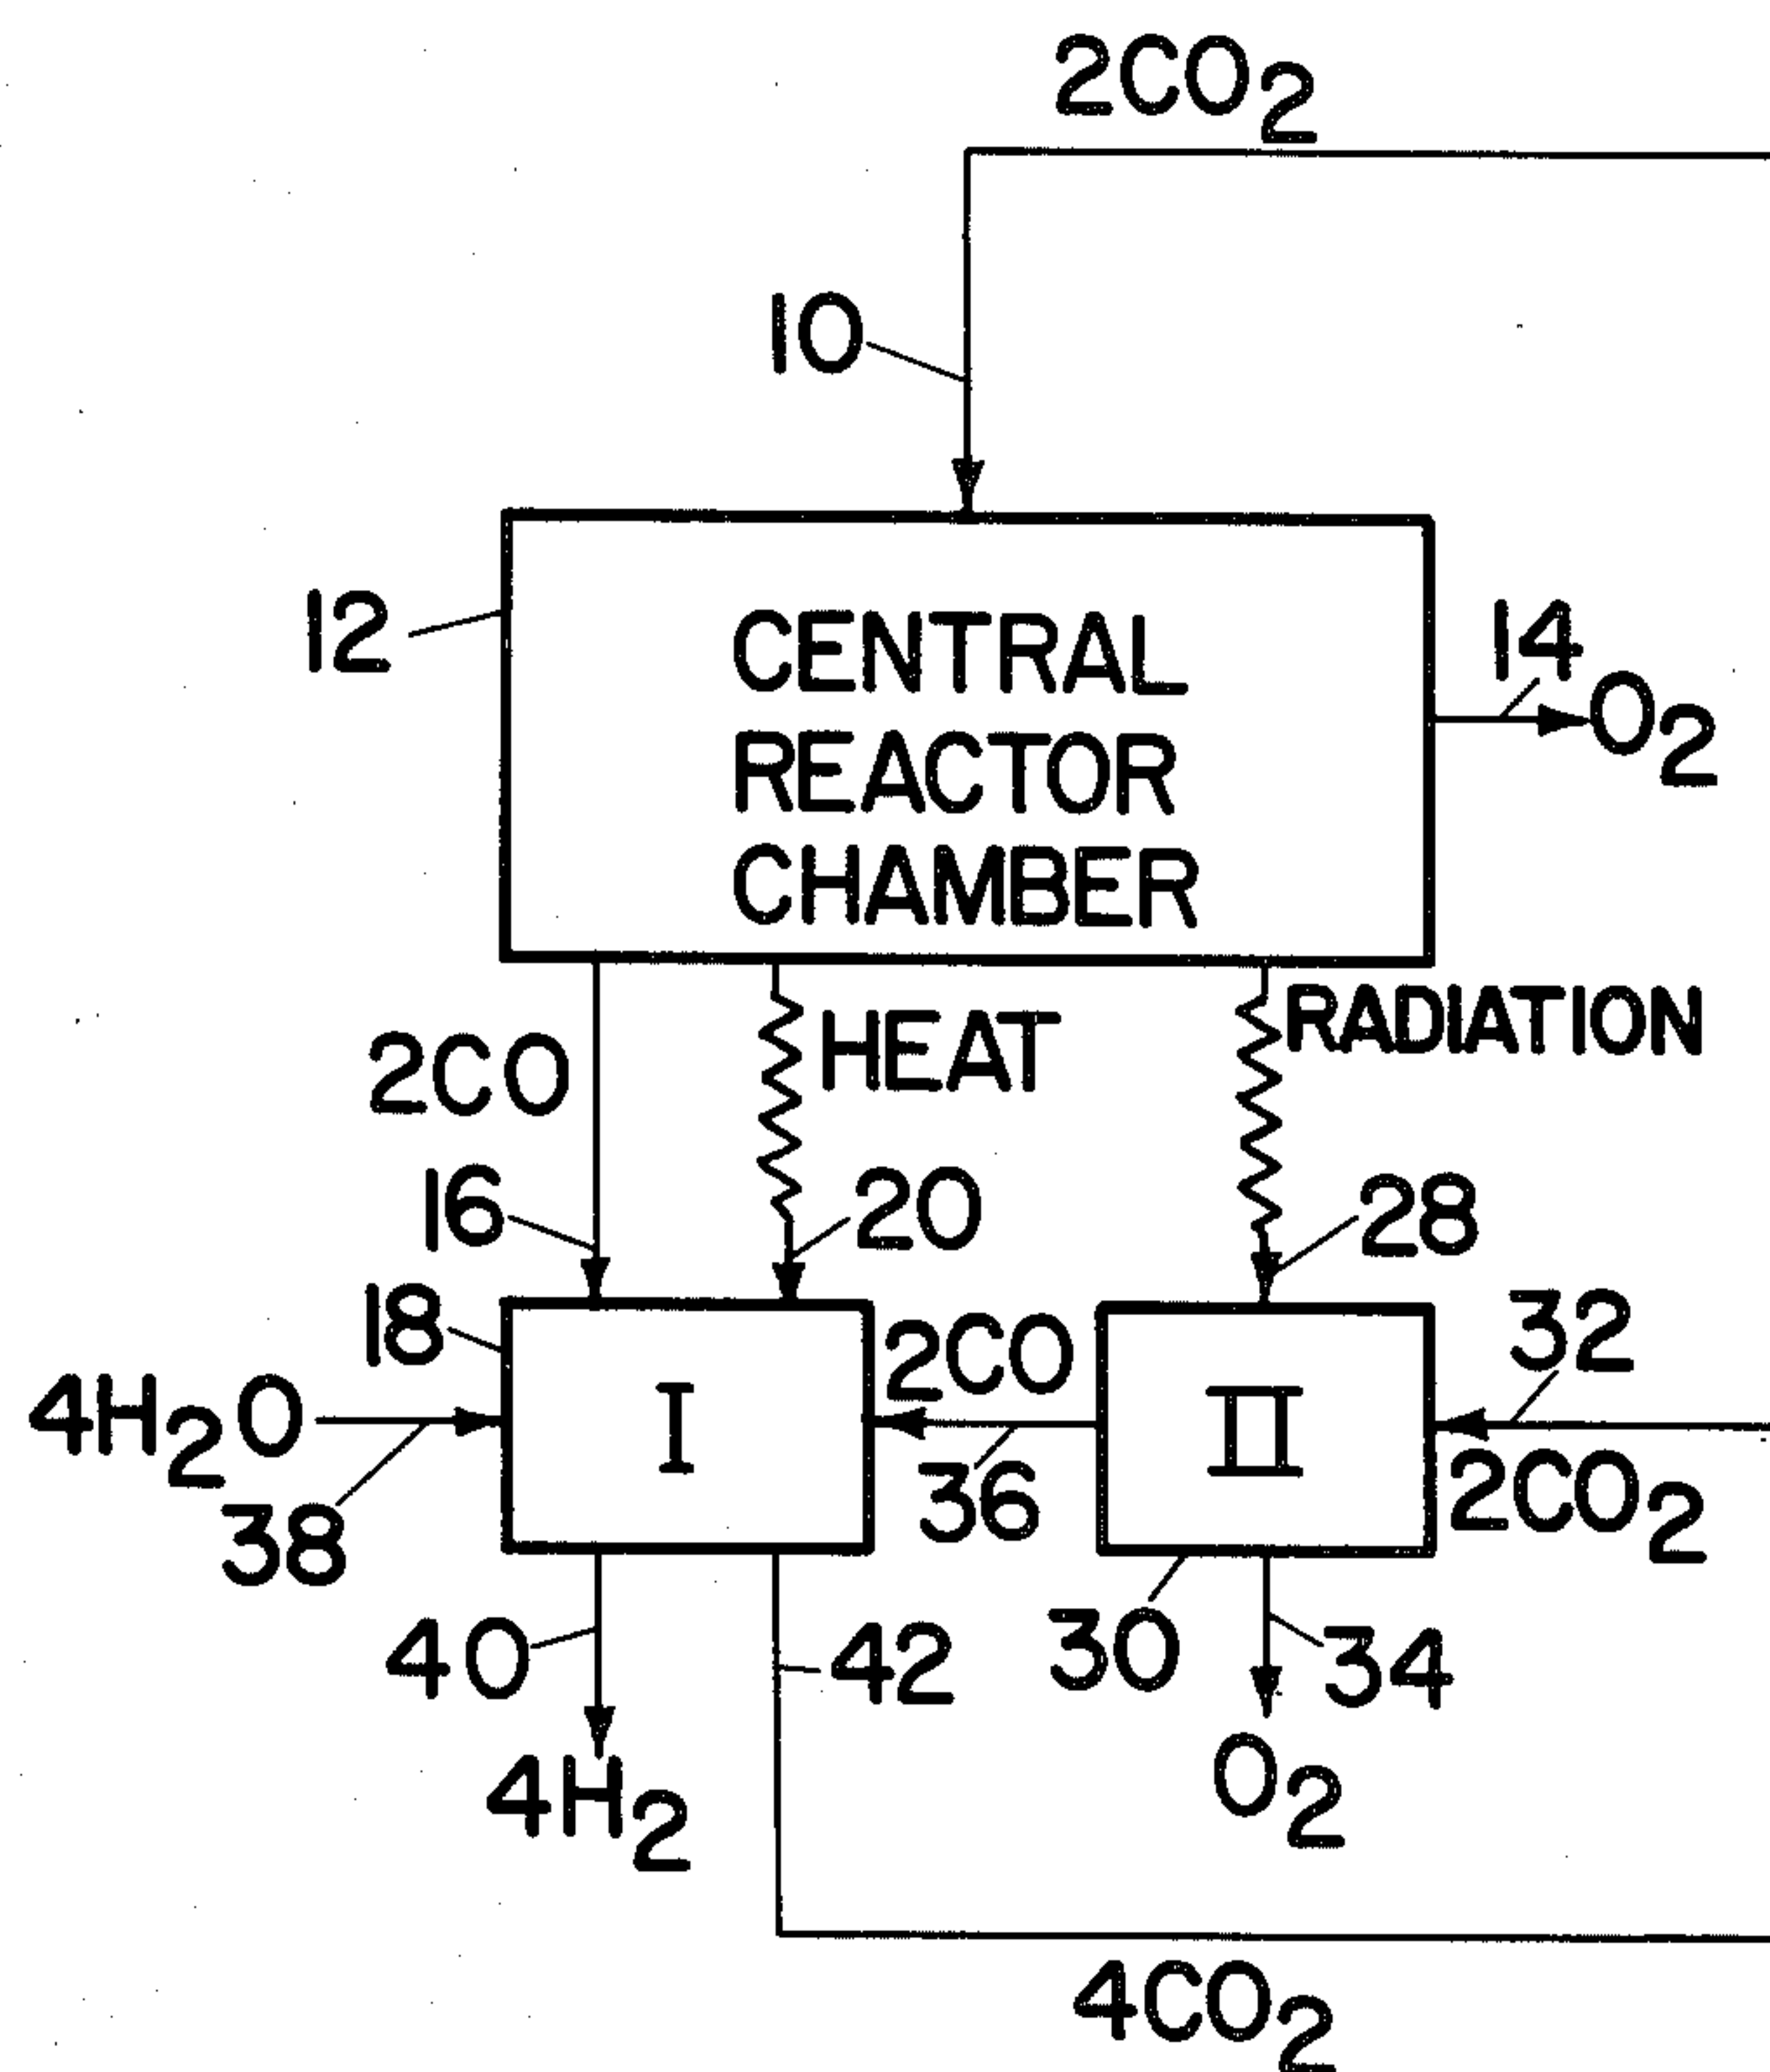 2CO₂
10
12
CENTRAL
REACTOR
CHAMBER
14
O₂
2CO
HEAT
RADIATION
16
20
28
18
4H₂O
38
I
2CO
36
II
32
2CO₂
40
42
30
34
4H₂
O₂
4CO₂